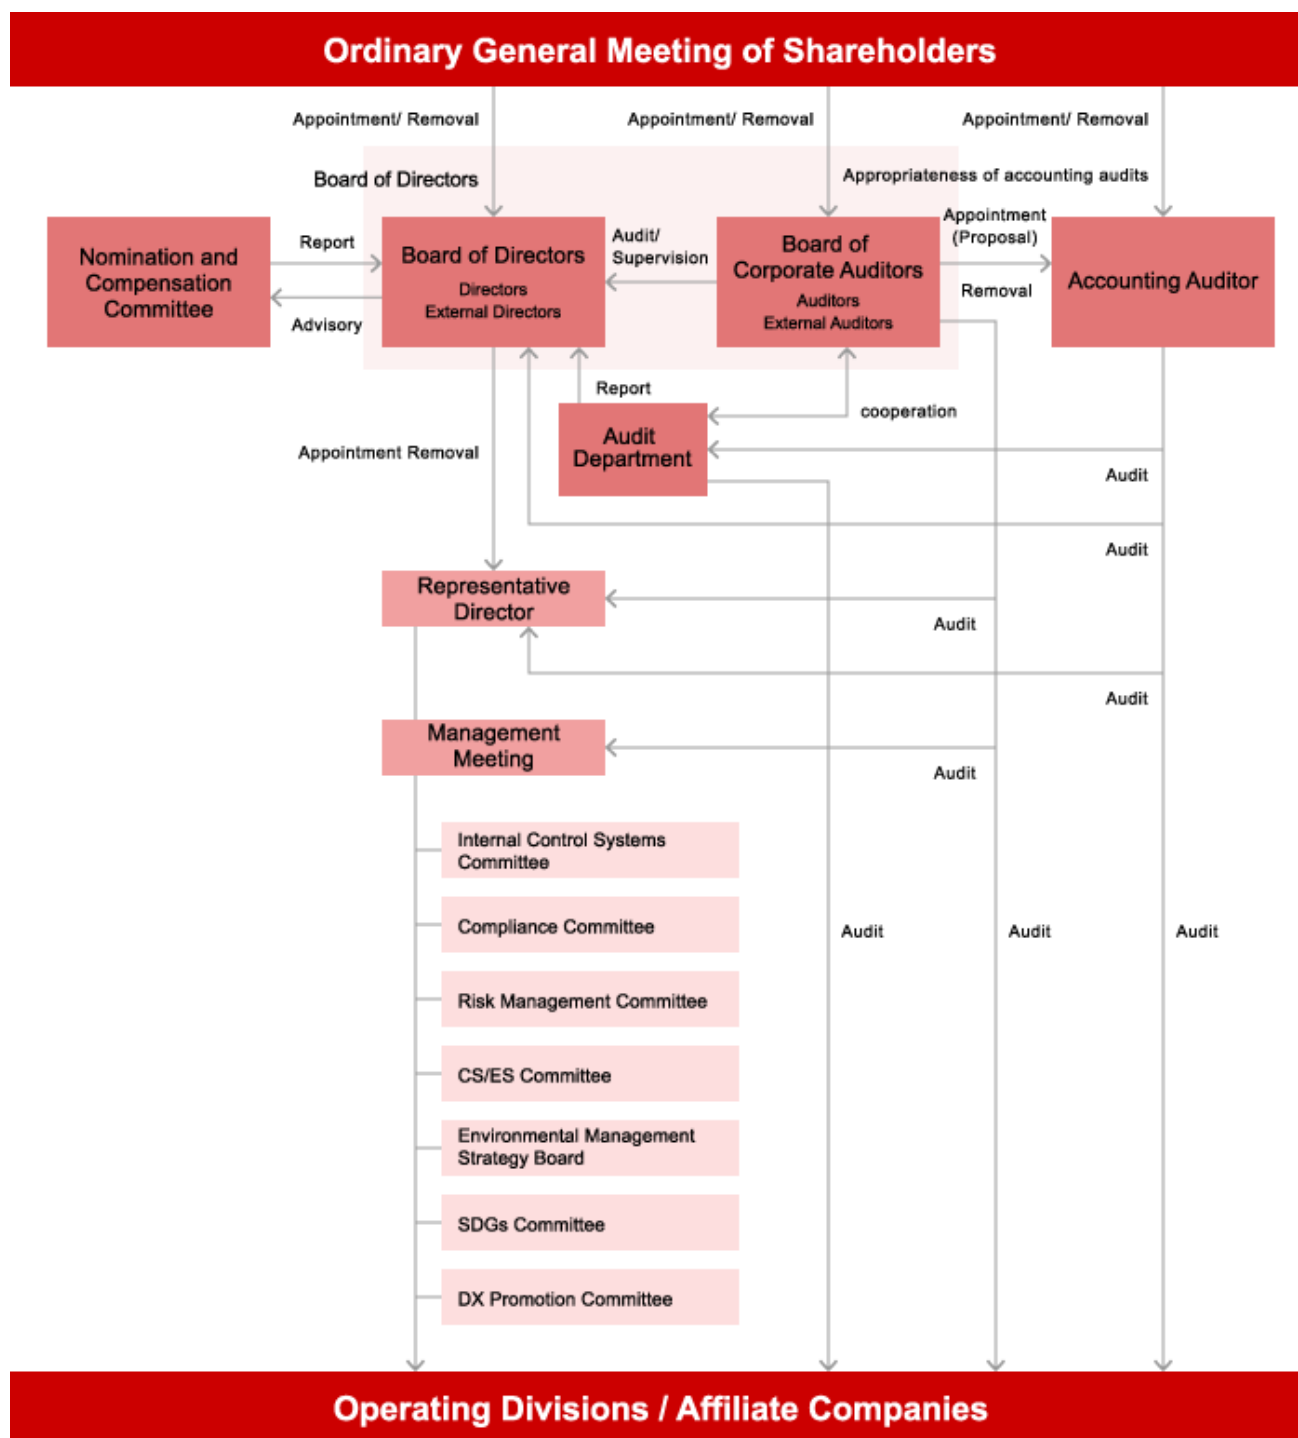 Ordinary General Meeting of Shareholders
Appointment/ Removal
Appointment/ Removal
Appointment/ Removal
Board of Directors
Appropriateness of accounting audits
Nomination and
Compensation
Committee
Report
Advisory
Board of Directors
Directors
External Directors
Audit/
Supervision
Board of
Corporate Auditors
Auditors
External Auditors
Appointment
(Proposal)
Removal
Accounting Auditor
Report
cooperation
Audit
Department
Appointment Removal
Audit
Audit
Representative
Director
Audit
Audit
Management
Meeting
Audit
Internal Control Systems
Committee
Compliance Committee
Audit
Audit
Audit
Risk Management Committee
CS/ES Committee
Environmental Management
Strategy Board
SDGs Committee
DX Promotion Committee
Operating Divisions / Affiliate Companies